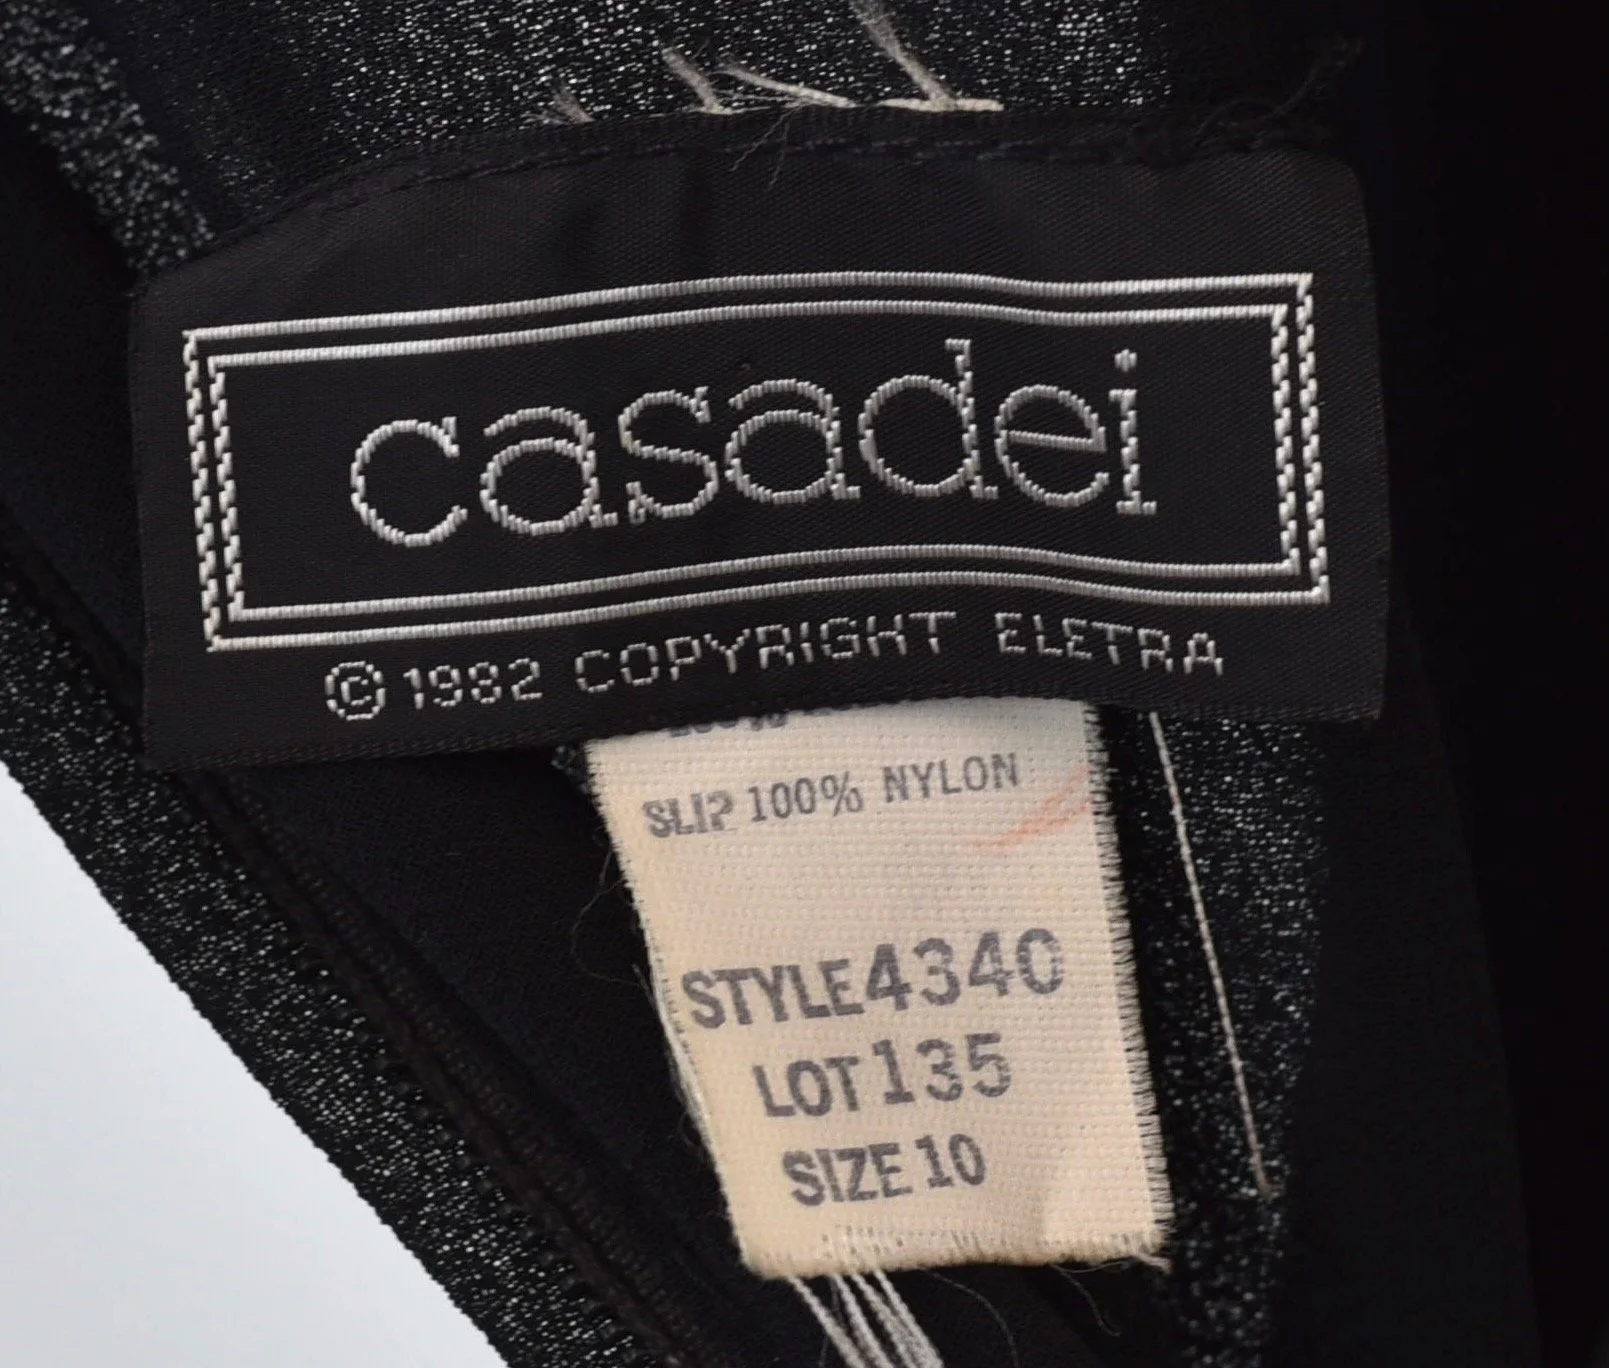 casadei
© 1982 COPYRIGHT ELETRA
SLIP 100% NYLON
STYLE 4340
LOT 135
SIZE 10